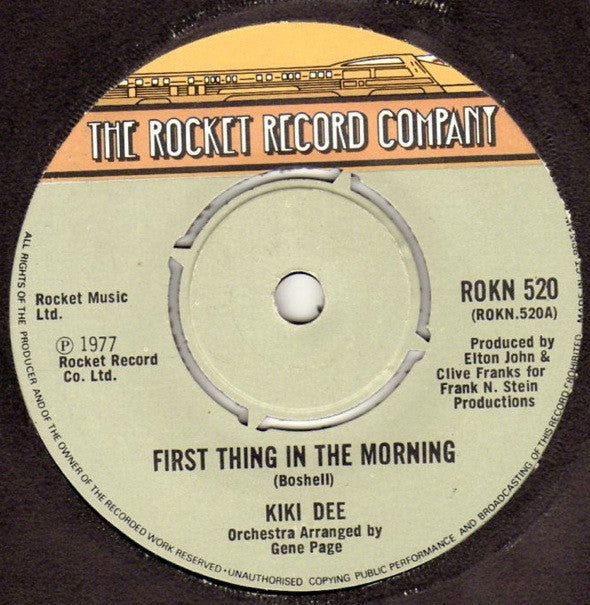 THE ROCKET RECORD COMPANY
Rocket Music
Ltd.
℗ 1977
Rocket Record
Co. Ltd.
ROKN 520
(ROKN.520A)
Produced by
Elton John &
Clive Franks for
Frank N. Stein
Productions
FIRST THING IN THE MORNING
(Boshell)
KIKI DEE
Orchestra Arranged by
Gene Page
ALL RIGHTS OF THE PRODUCER AND OF THE OWNER OF THE RECORDED WORK RESERVED · UNAUTHORISED COPYING PUBLIC PERFORMANCE AND BROADCASTING OF THIS RECORD PROHIBITED. MADE IN